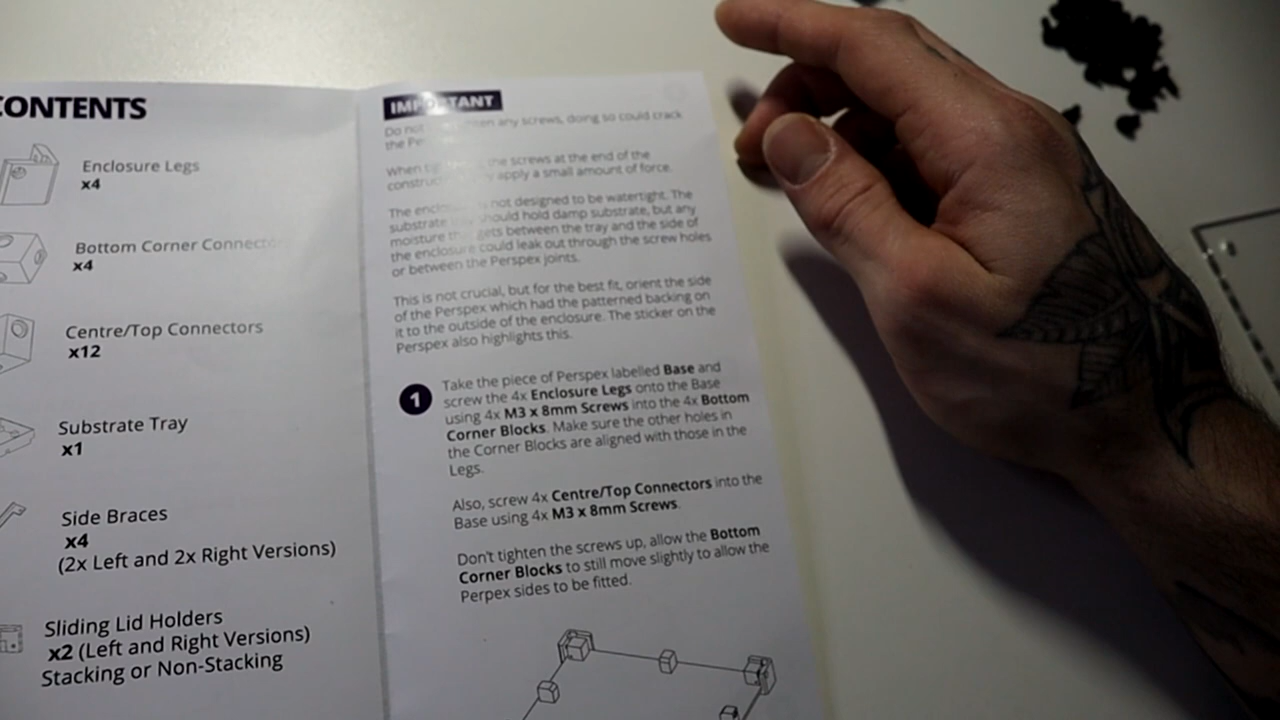 CONTENTS
Enclosure Legs
x4
Bottom Corner
x4
Centre/Top Connectors
x12
Substrate Tray
x1
Side Braces
x4
(2x Left and 2x Right Versions)
Sliding Lid Holders
x2 (Left and Right Versions)
Stacking or Non-Stacking
IMPORTANT
Do not any screws, doing so could crack
the
When the screws at the end of the
apply a small amount of force.
The not designed to be watertight. The
substrate should hold damp substrate, but any
moisture gets between the tray and the side of
the enclosure could leak out through the screw holes
or between the Perspex joints.
This is not crucial, but for the best fit, orient the side
of the Perspex which had the patterned backing on
it to the outside of the enclosure. The sticker on the
Perspex also highlights this.
1
Take the piece of Perspex labelled Base and
screw the 4x Enclosure Legs onto the Base
using 4x M3 x 8mm Screws into the 4x Bottom
Corner Blocks. Make sure the other holes in
the Corner Blocks are aligned with those in the
Legs.
Also, screw 4x Centre/Top Connectors into the
Base using 4x M3 x 8mm Screws.
Don't tighten the screws up, allow the Bottom
Corner Blocks to still move slightly to allow the
Perpex sides to be fitted.